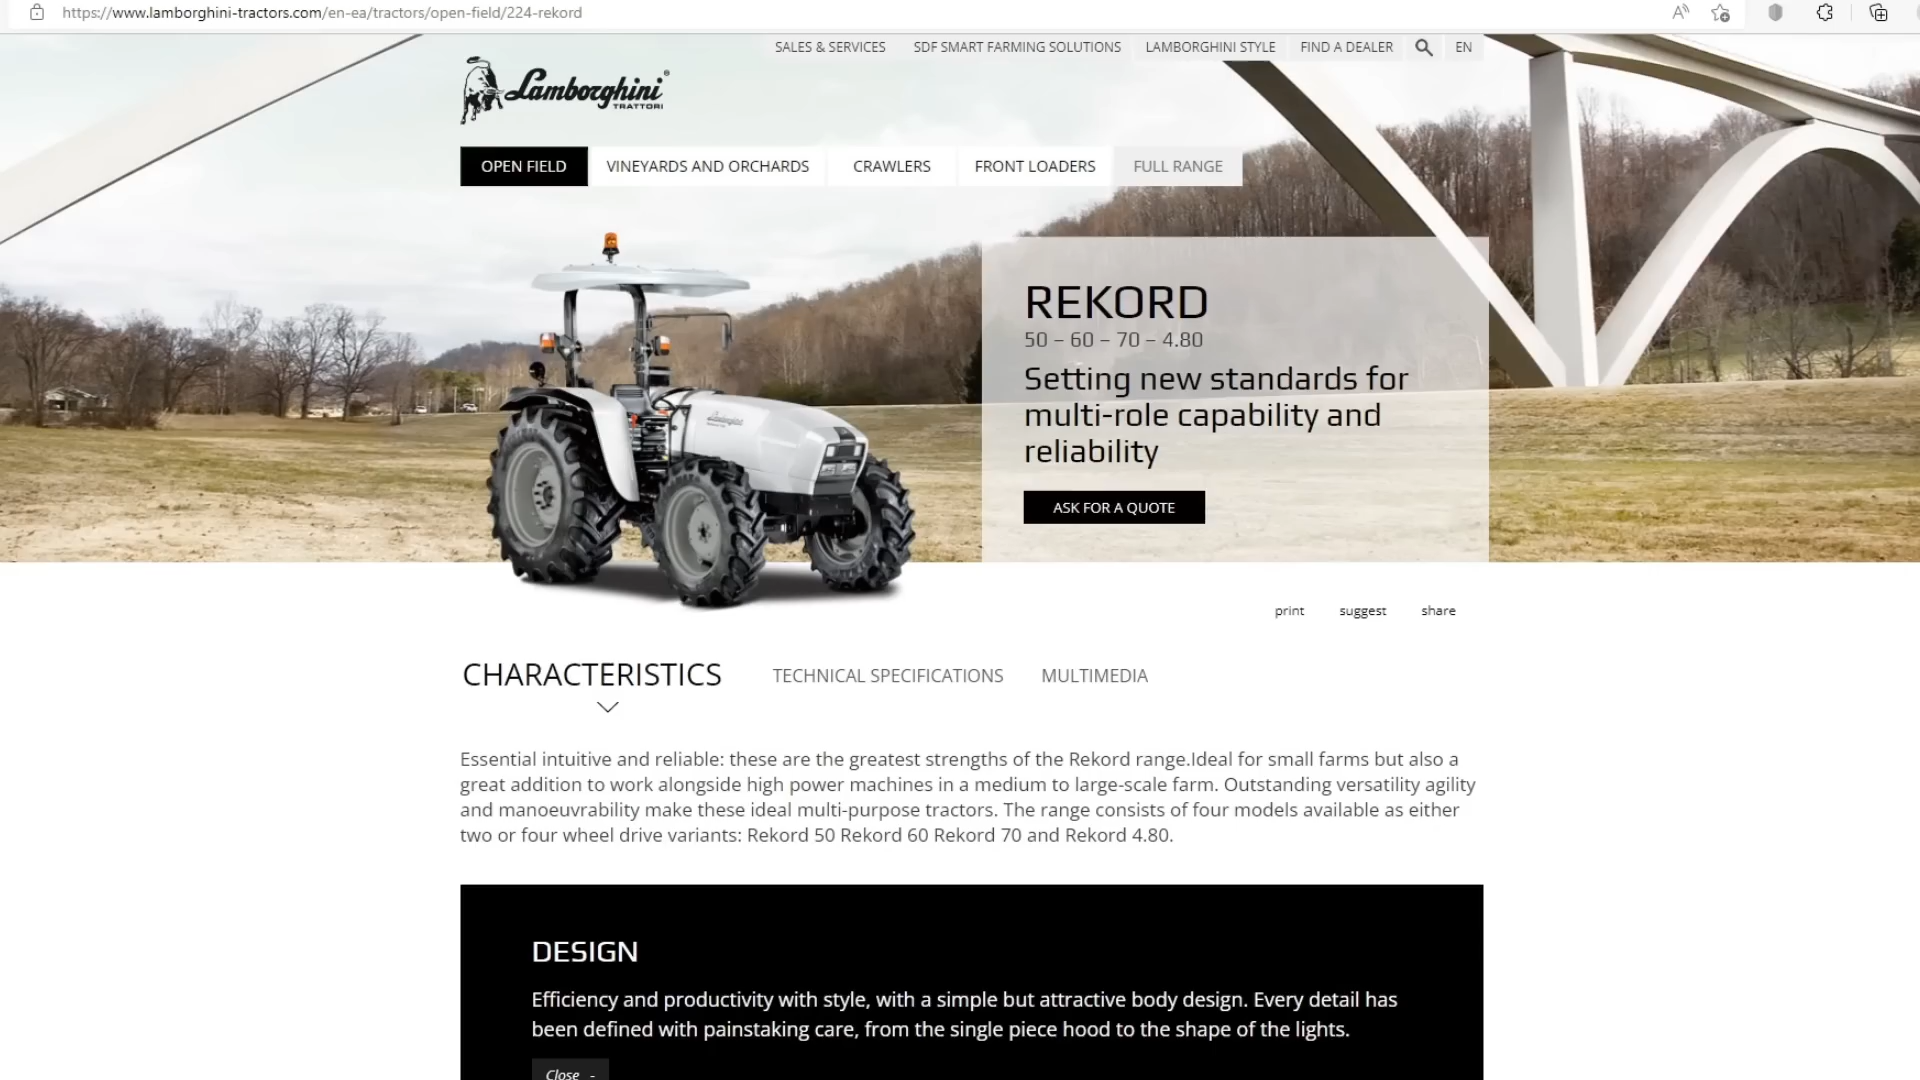 https://www.lamborghini-tractors.com/en-ea/tractors/open-field/224-rekord
SALES & SERVICES
SDF SMART FARMING SOLUTIONS
LAMBORGHINI STYLE
FIND A DEALER
EN
Lamborghini®
TRATTORI
OPEN FIELD
VINEYARDS AND ORCHARDS
CRAWLERS
FRONT LOADERS
FULL RANGE
REKORD
50 – 60 – 70 – 4.80
Setting new standards for
multi-role capability and
reliability
ASK FOR A QUOTE
Lamborghini
print
suggest
share
CHARACTERISTICS
TECHNICAL SPECIFICATIONS
MULTIMEDIA
Essential intuitive and reliable: these are the greatest strengths of the Rekord range.Ideal for small farms but also a
great addition to work alongside high power machines in a medium to large-scale farm. Outstanding versatility agility
and manoeuvrability make these ideal multi-purpose tractors. The range consists of four models available as either
two or four wheel drive variants: Rekord 50 Rekord 60 Rekord 70 and Rekord 4.80.
DESIGN
Efficiency and productivity with style, with a simple but attractive body design. Every detail has
been defined with painstaking care, from the single piece hood to the shape of the lights.
Close -